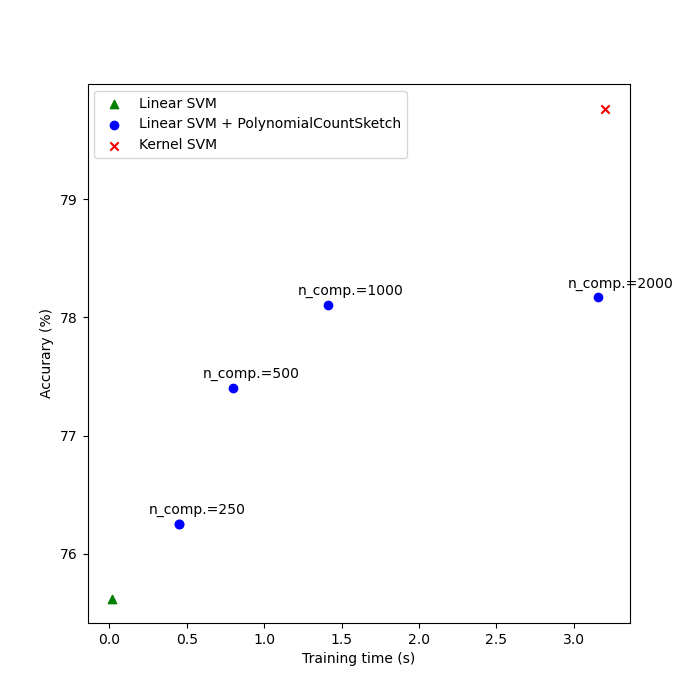 Linear SVM
Linear SVM + PolynomialCountSketch
Kernel SVM
79
n_comp.=2000
n_comp.=1000
78
n_comp.=500
77
n_comp.=250
76
Accurary (%)
0.0 0.5 1.0 1.5 2.0 2.5 3.0
Training time (s)